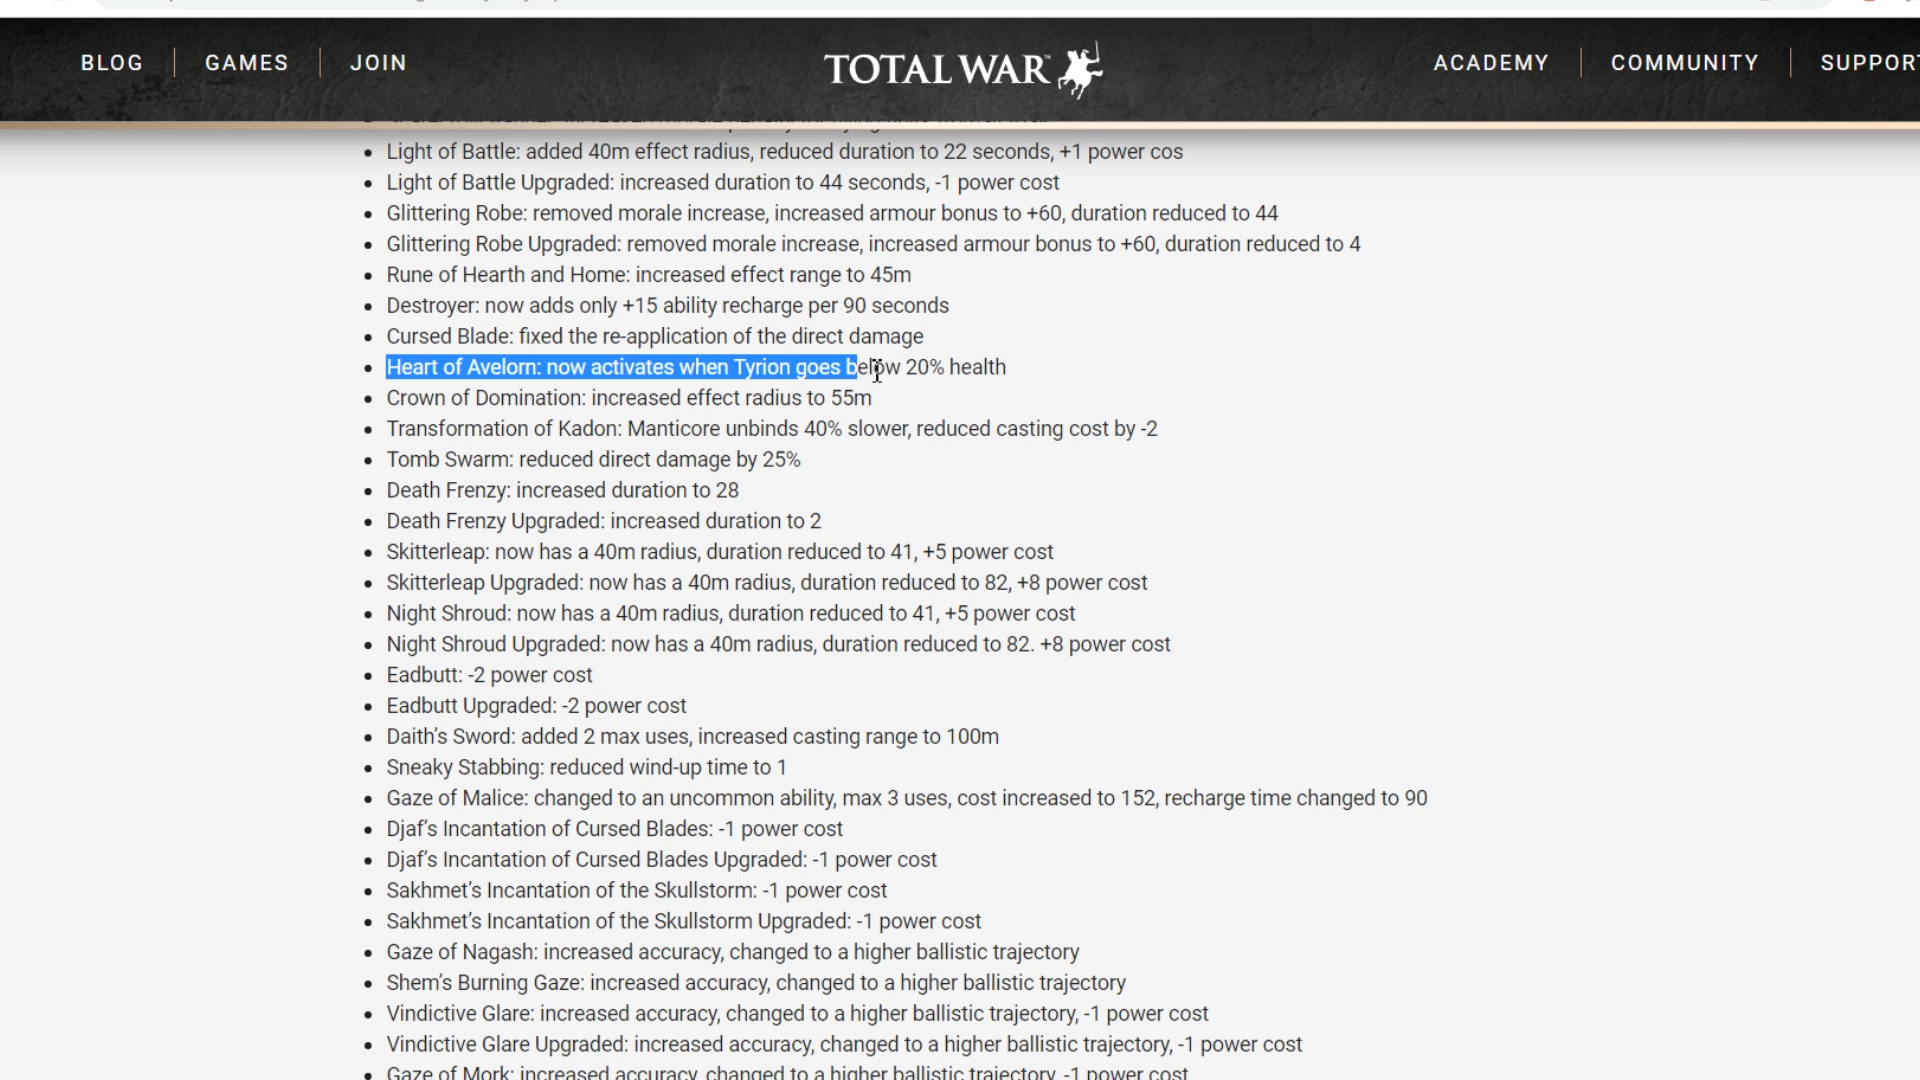 BLOG GAMES JOIN TOTAL WAR ACADEMY COMMUNITY SUPPORT
Light of Battle: added 40m effect radius, reduced duration to 22 seconds, +1 power cos
Light of Battle Upgraded: increased duration to 44 seconds, -1 power cost
Glittering Robe: removed morale increase, increased armour bonus to +60, duration reduced to 44
Glittering Robe Upgraded: removed morale increase, increased armour bonus to +60, duration reduced to 4
Rune of Hearth and Home: increased effect range to 45m
Destroyer: now adds only +15 ability recharge per 90 seconds
Cursed Blade: fixed the re-application of the direct damage
Heart of Avelorn: now activates when Tyrion goes below 20% health
Crown of Domination: increased effect radius to 55m
Transformation of Kadon: Manticore unbinds 40% slower, reduced casting cost by -2
Tomb Swarm: reduced direct damage by 25%
Death Frenzy: increased duration to 28
Death Frenzy Upgraded: increased duration to 2
Skitterleap: now has a 40m radius, duration reduced to 41, +5 power cost
Skitterleap Upgraded: now has a 40m radius, duration reduced to 82, +8 power cost
Night Shroud: now has a 40m radius, duration reduced to 41, +5 power cost
Night Shroud Upgraded: now has a 40m radius, duration reduced to 82. +8 power cost
Eadbutt: -2 power cost
Eadbutt Upgraded: -2 power cost
Daith's Sword: added 2 max uses, increased casting range to 100m
Sneaky Stabbing: reduced wind-up time to 1
Gaze of Malice: changed to an uncommon ability, max 3 uses, cost increased to 152, recharge time changed to 90
Djaf's Incantation of Cursed Blades: -1 power cost
Djaf's Incantation of Cursed Blades Upgraded: -1 power cost
Sakhmet's Incantation of the Skullstorm: -1 power cost
Sakhmet's Incantation of the Skullstorm Upgraded: -1 power cost
Gaze of Nagash: increased accuracy, changed to a higher ballistic trajectory
Shem's Burning Gaze: increased accuracy, changed to a higher ballistic trajectory
Vindictive Glare: increased accuracy, changed to a higher ballistic trajectory, -1 power cost
Vindictive Glare Upgraded: increased accuracy, changed to a higher ballistic trajectory, -1 power cost
Gaze of Mork: increased accuracy, changed to a higher ballistic trajectory, -1 power cost